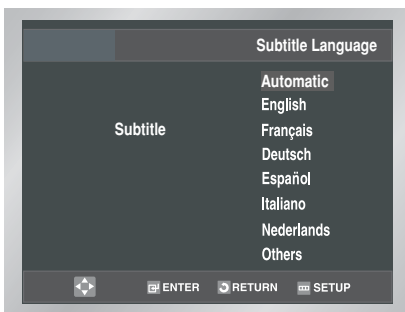 Subtitle Language
Automatic
English
Subtitle
Français
Deutsch
Español
Italiano
Nederlands
Others
ENTER RETURN SETUP